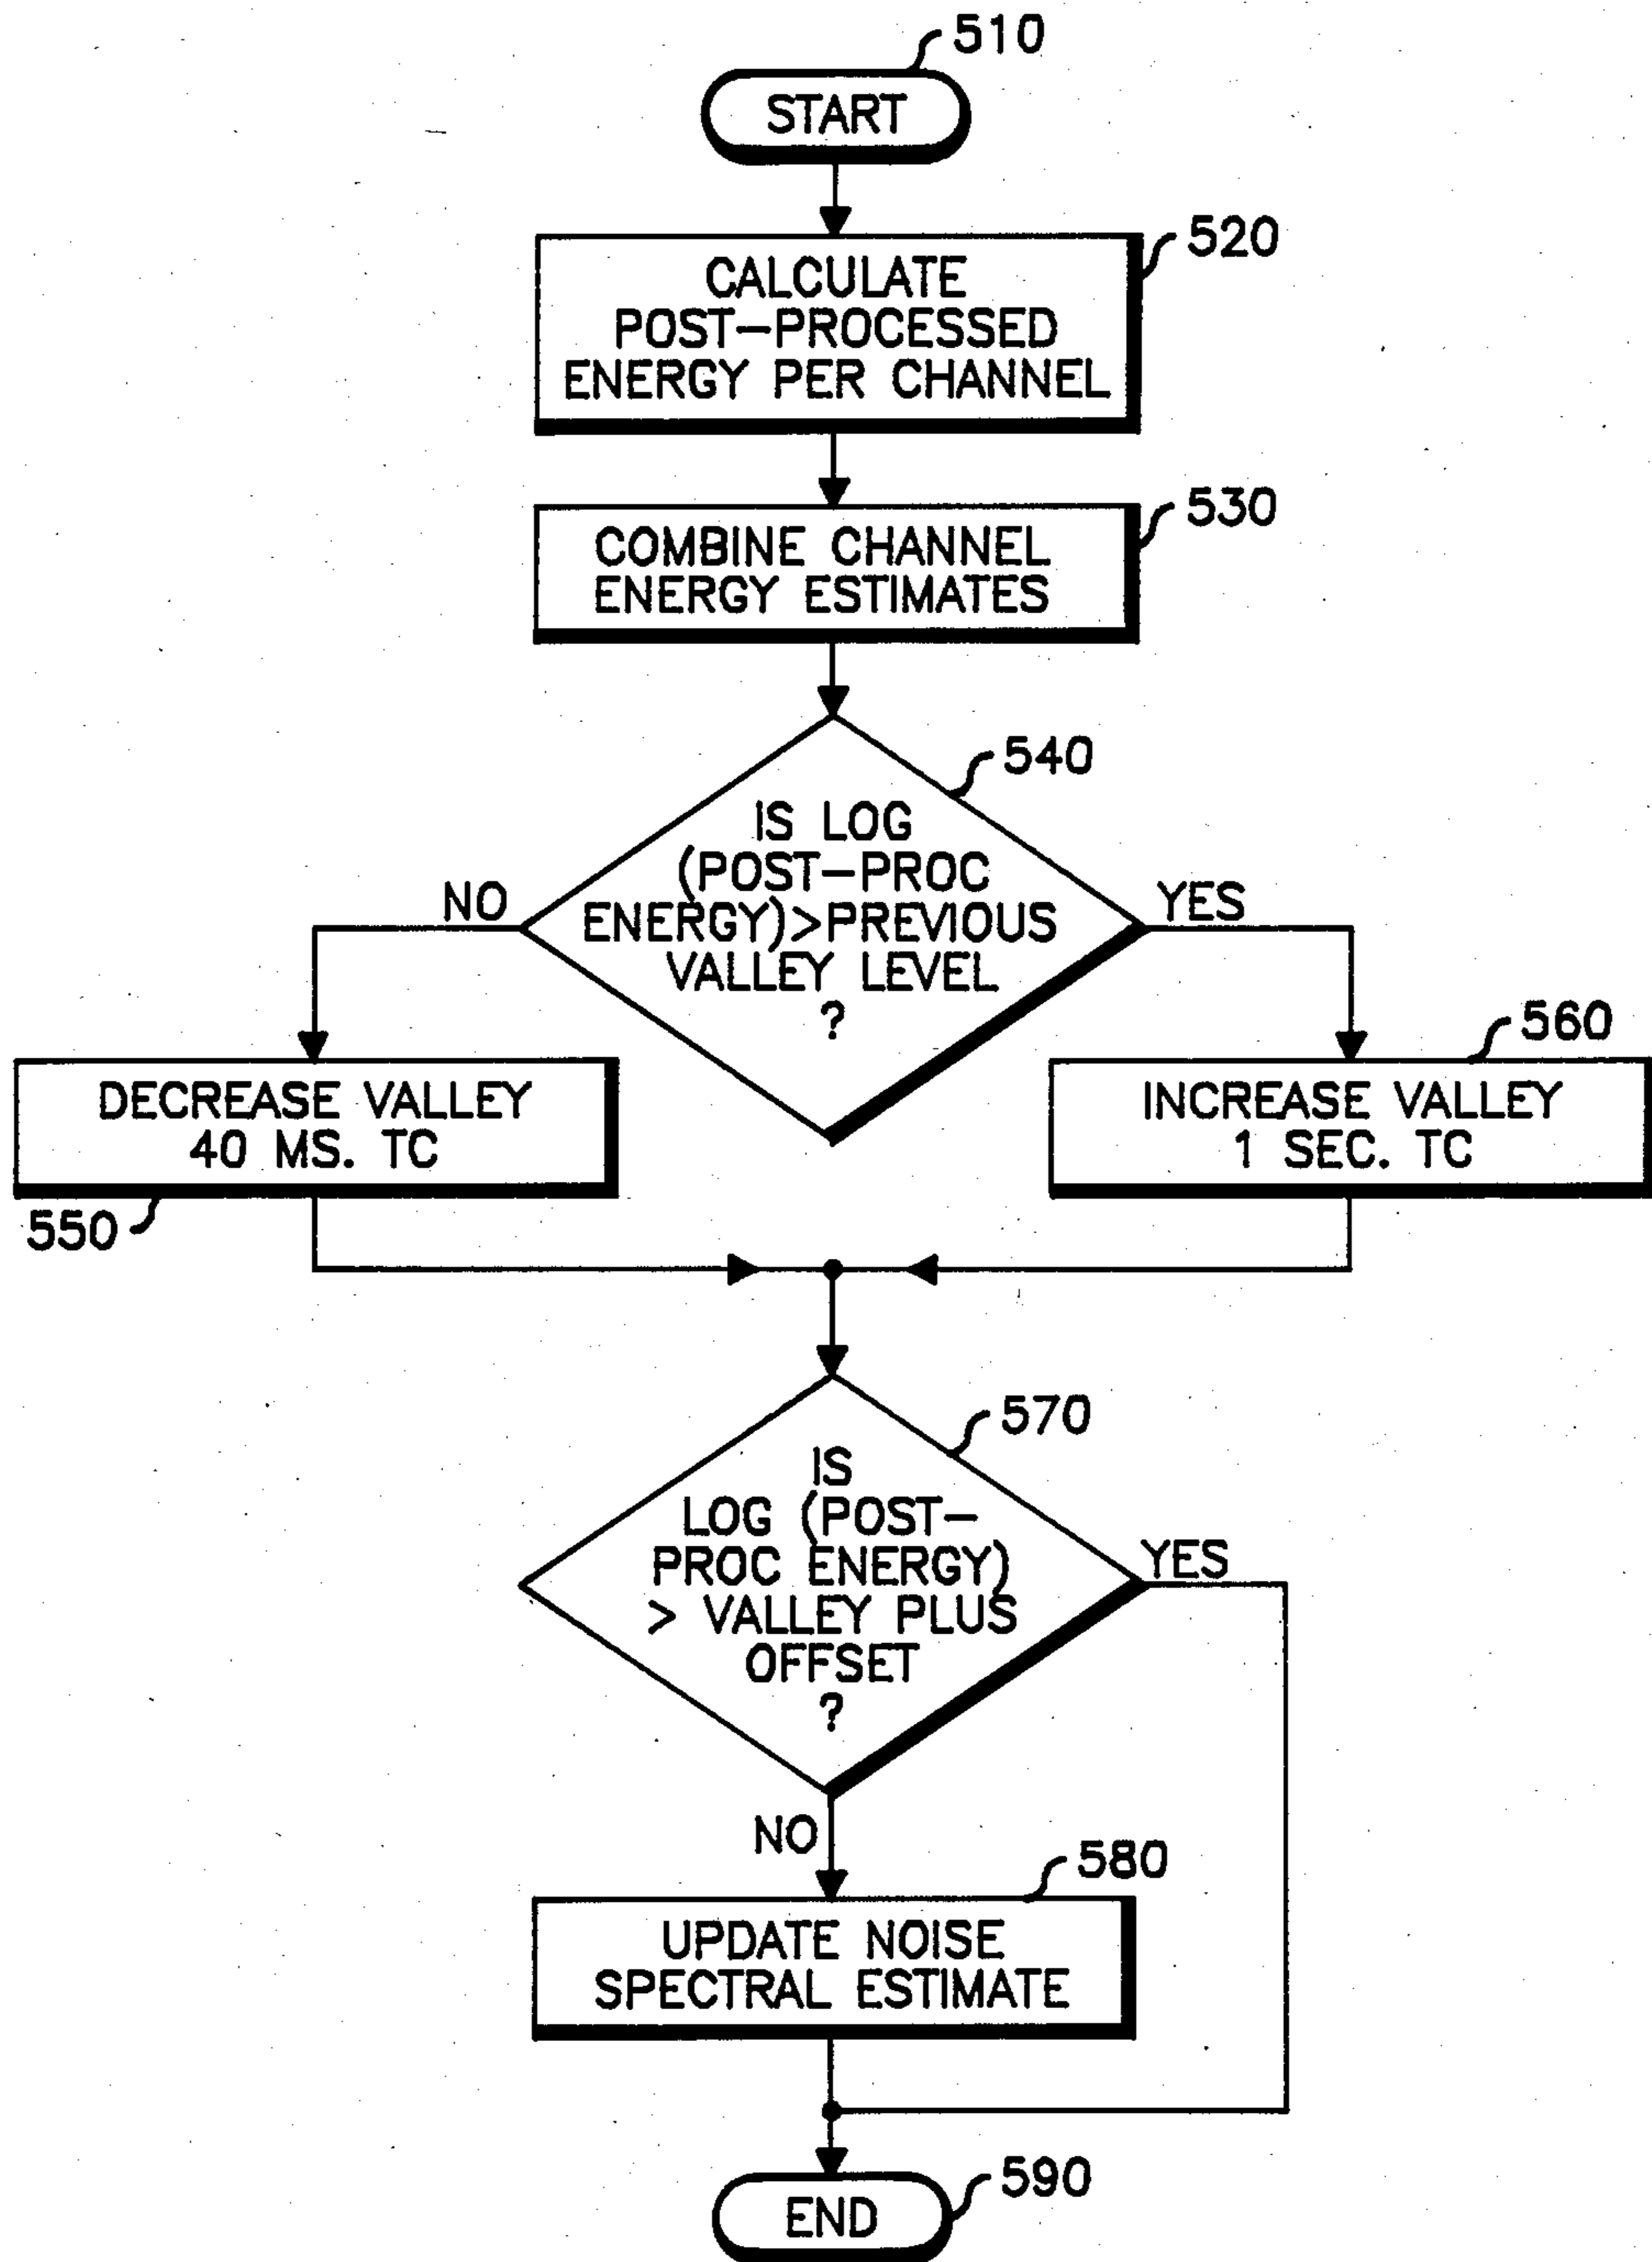 510
START
520
CALCULATE
POST-PROCESSED
ENERGY PER CHANNEL
530
COMBINE CHANNEL
ENERGY ESTIMATES
540
IS LOG
(POST-PROC
ENERGY)>PREVIOUS
VALLEY LEVEL
?
NO
YES
550
DECREASE VALLEY
40 MS. TC
560
INCREASE VALLEY
1 SEC. TC
570
IS
LOG (POST-
PROC ENERGY)
> VALLEY PLUS
OFFSET
?
YES
NO
580
UPDATE NOISE
SPECTRAL ESTIMATE
590
END